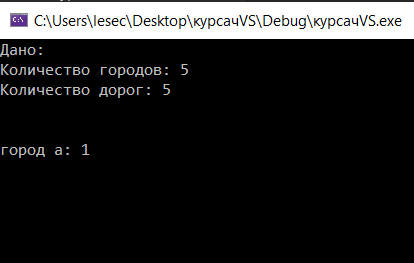 C:\Users\lesec\Desktop\курсачVS\Debug\курсачVS.exe
Дано:
Количество городов: 5
Количество дорог: 5
город a: 1